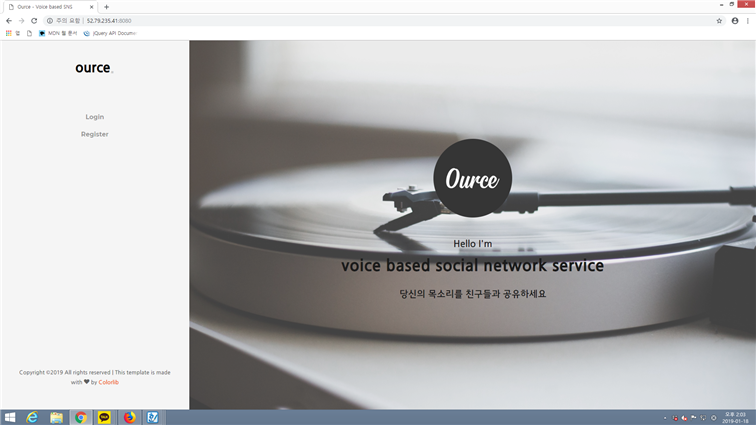 Ource - Voice based SNS
주의 요함 | 52.79.235.41:8080
앱
MDN 웹 문서
jQuery API Docume
ource.
Login
Register
Ource
Hello I'm
voice based social network service
당신의 목소리를 친구들과 공유하세요
Copyright ©2019 All rights reserved | This template is made
with ❤ by Colorlib
오후 2:03
2019-01-18